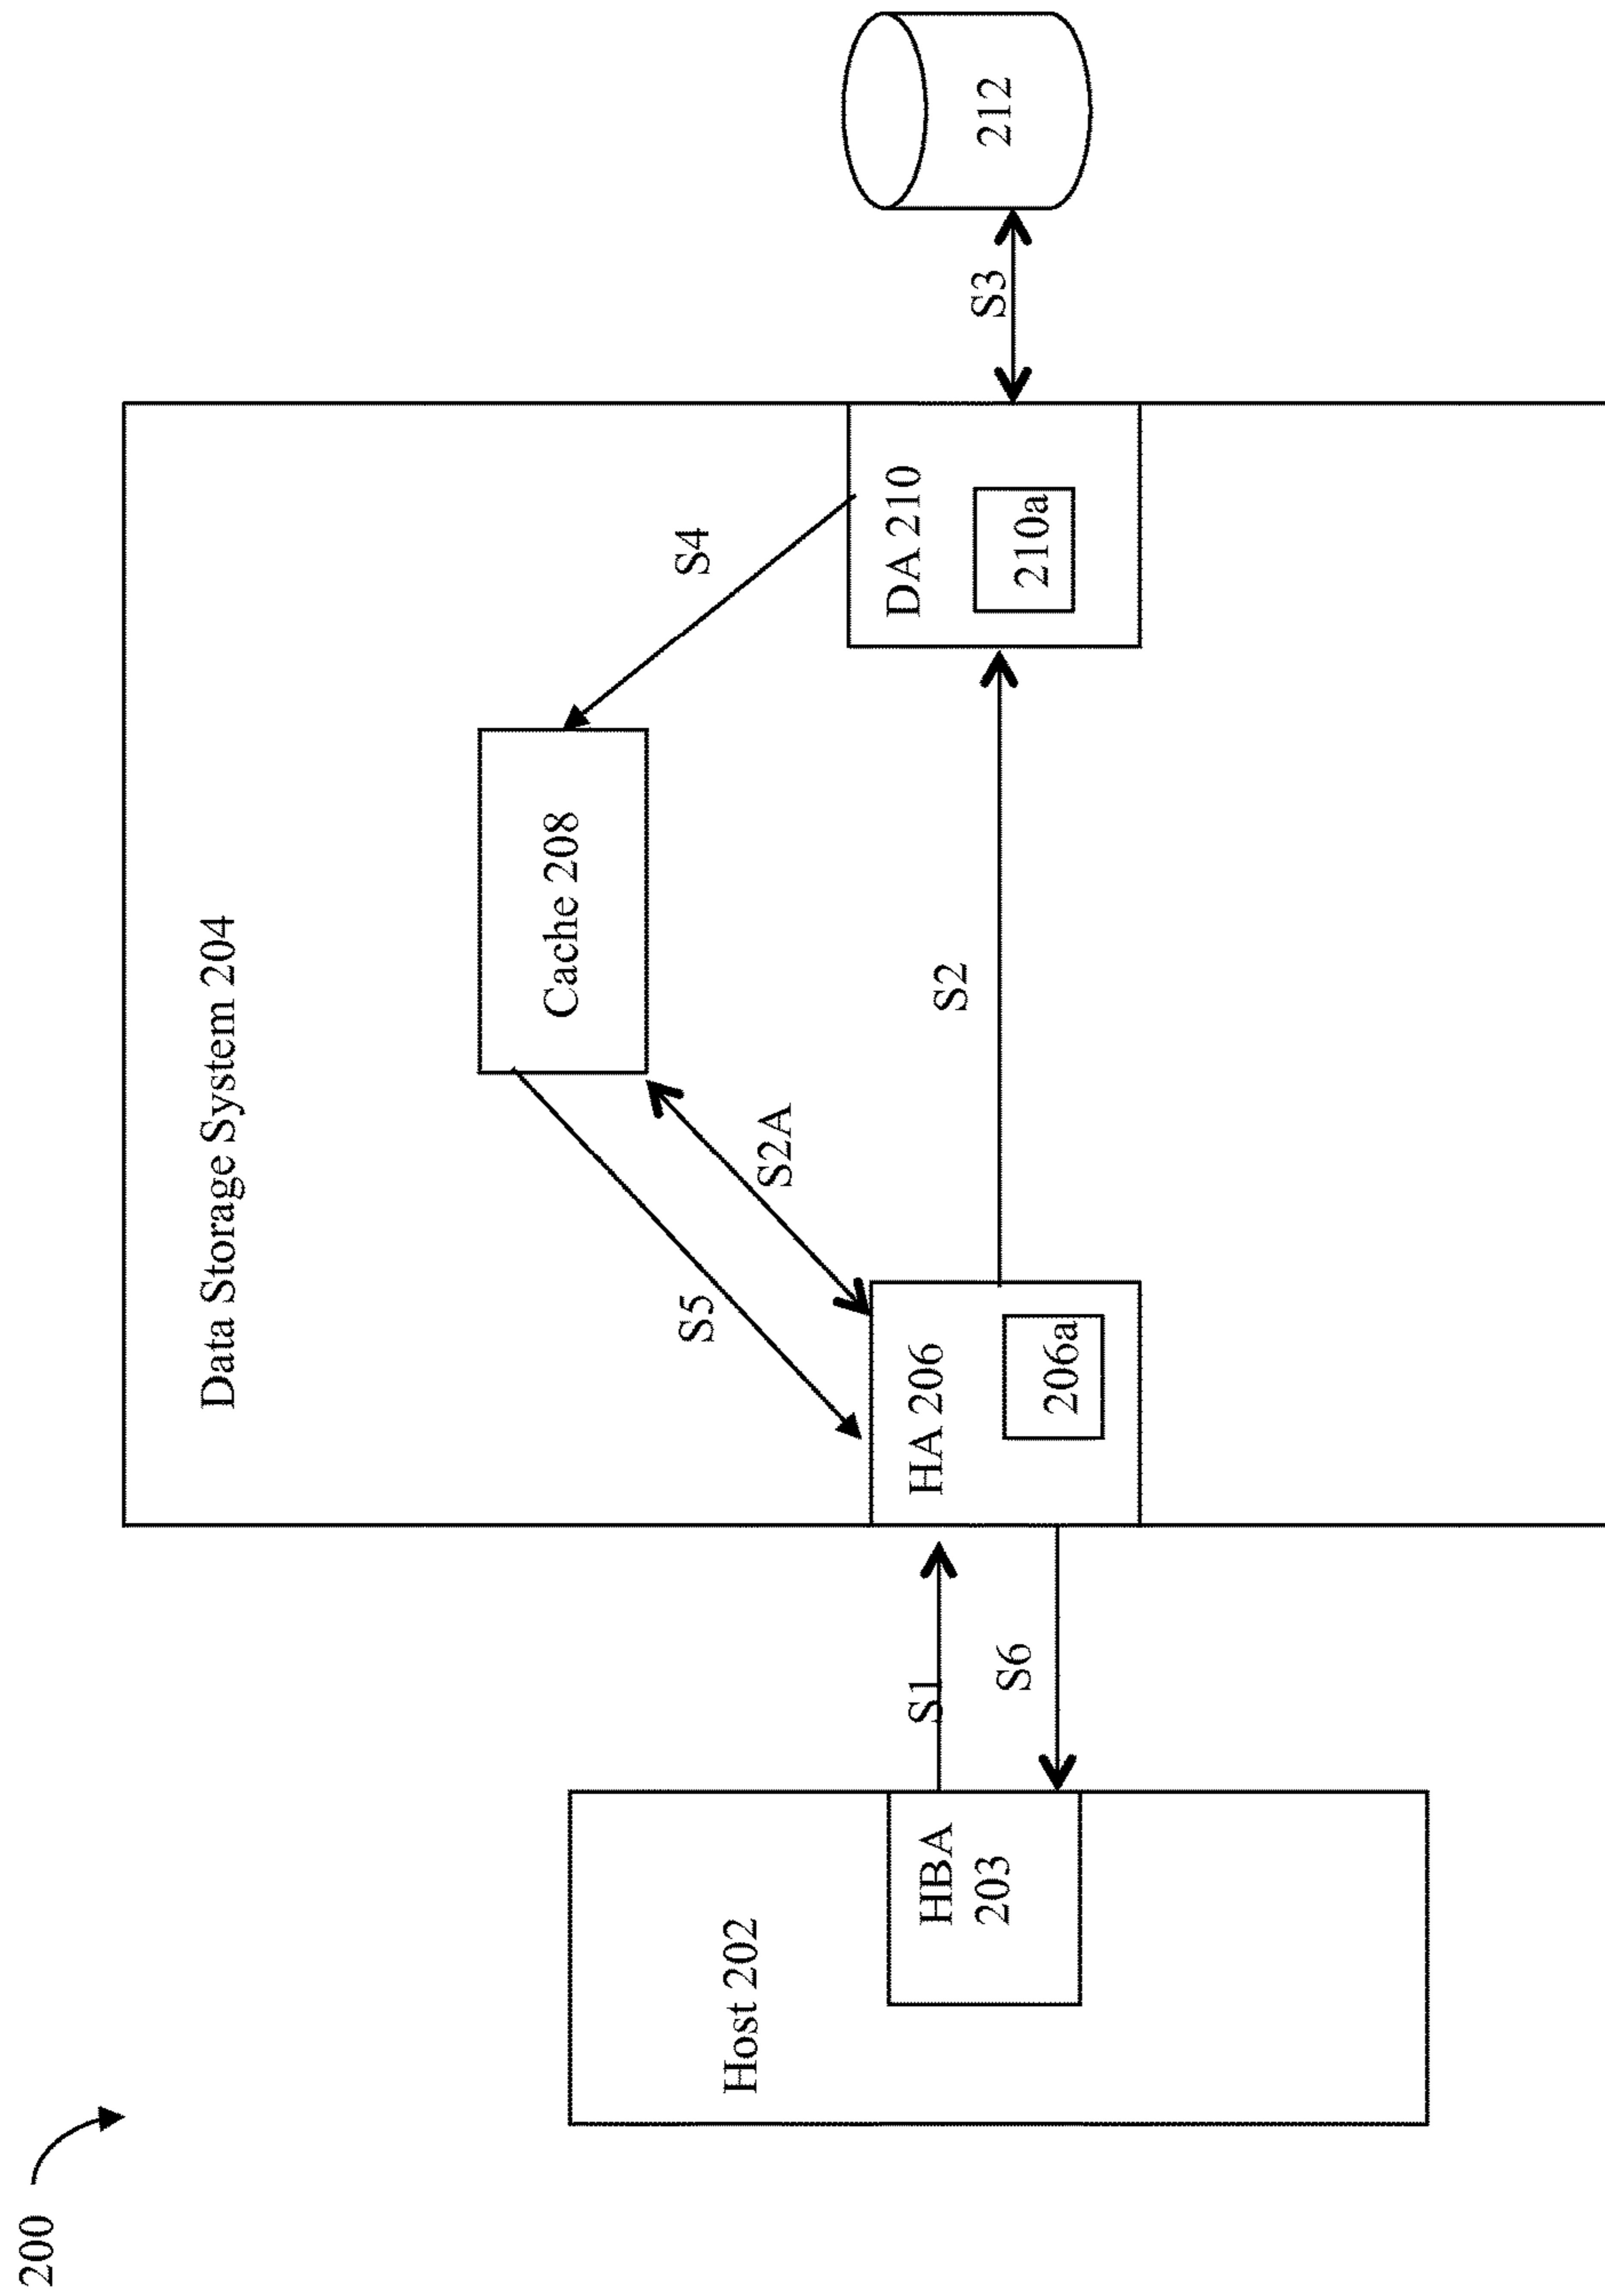 200
Data Storage System 204
Cache 208
S4
S5
S2A
Host 202
HBA
203
S1
S6
HA 206
206a
S2
DA 210
210a
S3
212